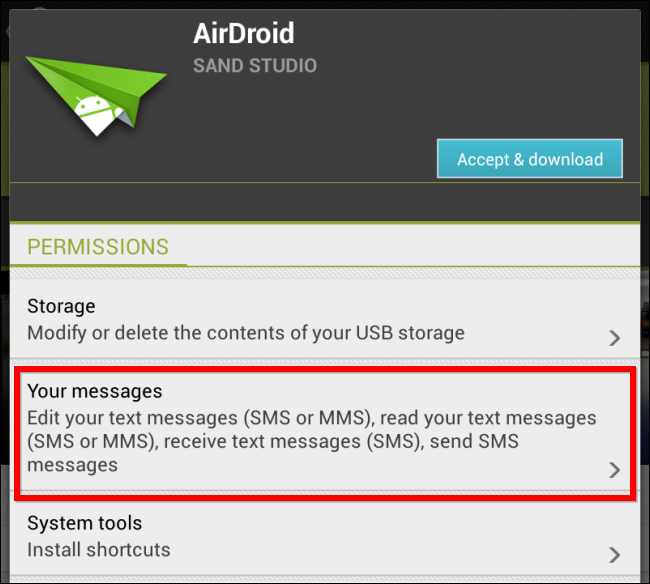 AirDroid
SAND STUDIO
Accept & download
PERMISSIONS
Storage
Modify or delete the contents of your USB storage
Your messages
Edit your text messages (SMS or MMS), read your text messages
(SMS or MMS), receive text messages (SMS), send SMS
messages
System tools
Install shortcuts